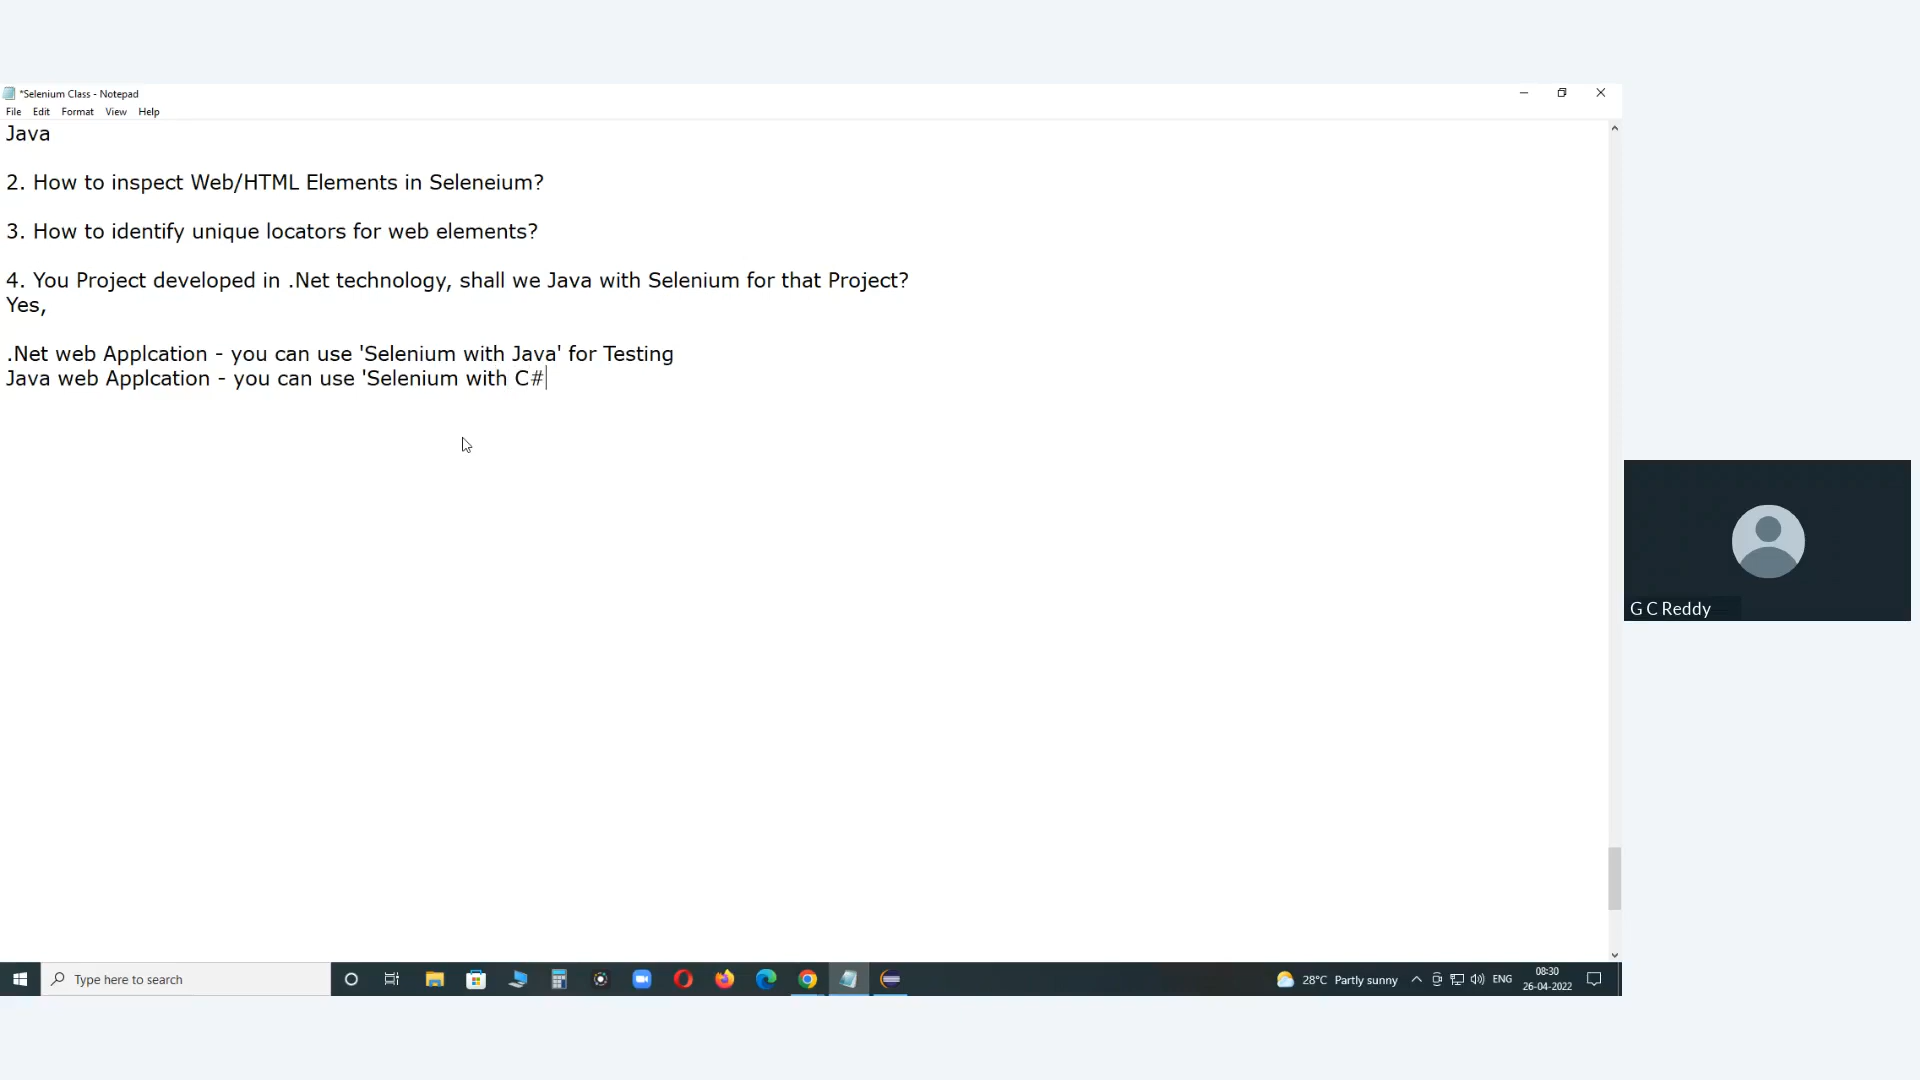 *Selenium Class - Notepad
File Edit Format View Help
Java
2. How to inspect Web/HTML Elements in Seleneium?
3. How to identify unique locators for web elements?
4. You Project developed in .Net technology, shall we Java with Selenium for that Project?
Yes,
.Net web Applcation - you can use 'Selenium with Java' for Testing
Java web Applcation - you can use 'Selenium with C#
G C Reddy
Type here to search
28°C Partly sunny
ENG
08:30
26-04-2022